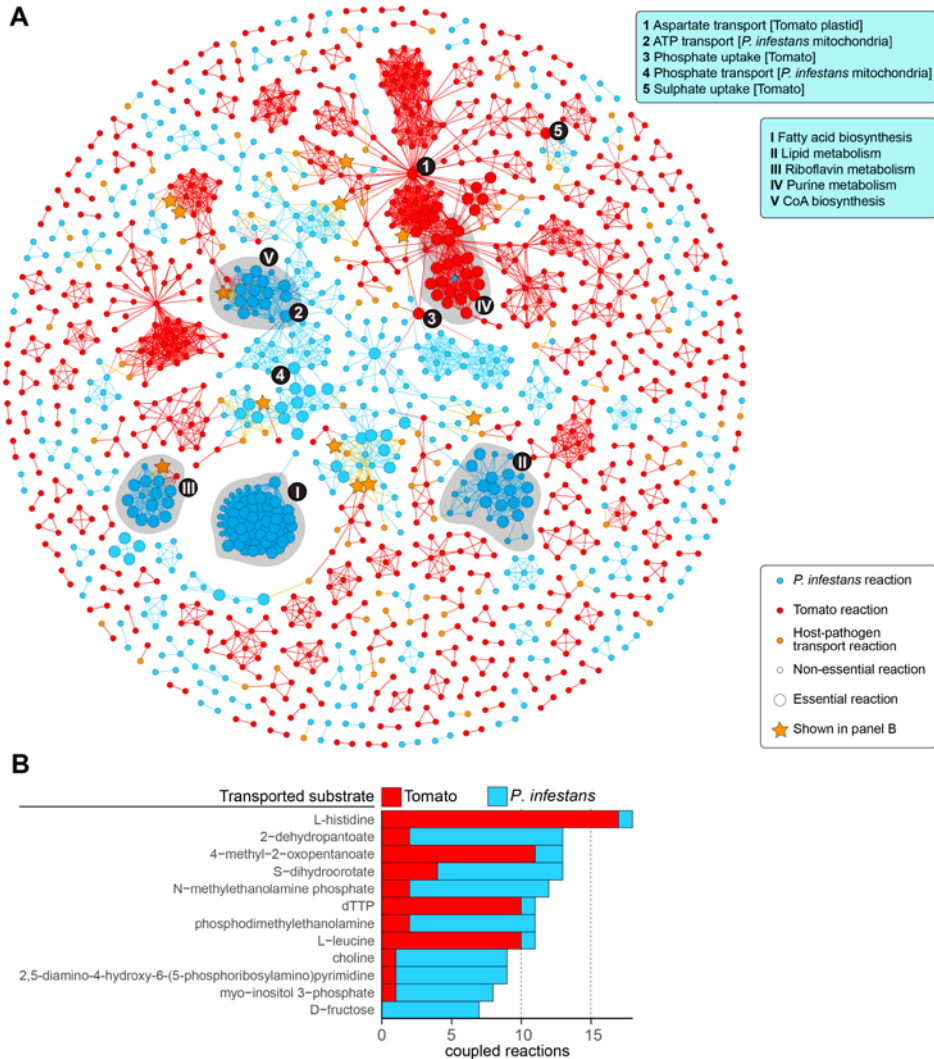 A
1 Aspartate transport [Tomato plastid]
2 ATP transport [P. infestans mitochondria]
3 Phosphate uptake [Tomato]
4 Phosphate transport [P. infestans mitochondria]
5 Sulphate uptake [Tomato]
I Fatty acid biosynthesis
II Lipid metabolism
III Riboflavin metabolism
IV Purine metabolism
V CoA biosynthesis
5
1
V
IV
2
3
4
II
III
I
P. infestans reaction
Tomato reaction
Host-pathogen
transport reaction
Non-essential reaction
Essential reaction
Shown in panel B
B
Transported substrate
Tomato
P. infestans
L−histidine
2−dehydropantoate
4−methyl−2−oxopentanoate
S−dihydroorotate
N−methylethanolamine phosphate
dTTP
phosphodimethylethanolamine
L−leucine
choline
2,5−diamino−4−hydroxy−6−(5−phosphoribosylamino)pyrimidine
myo−inositol 3−phosphate
D−fructose
0 5 10 15
coupled reactions